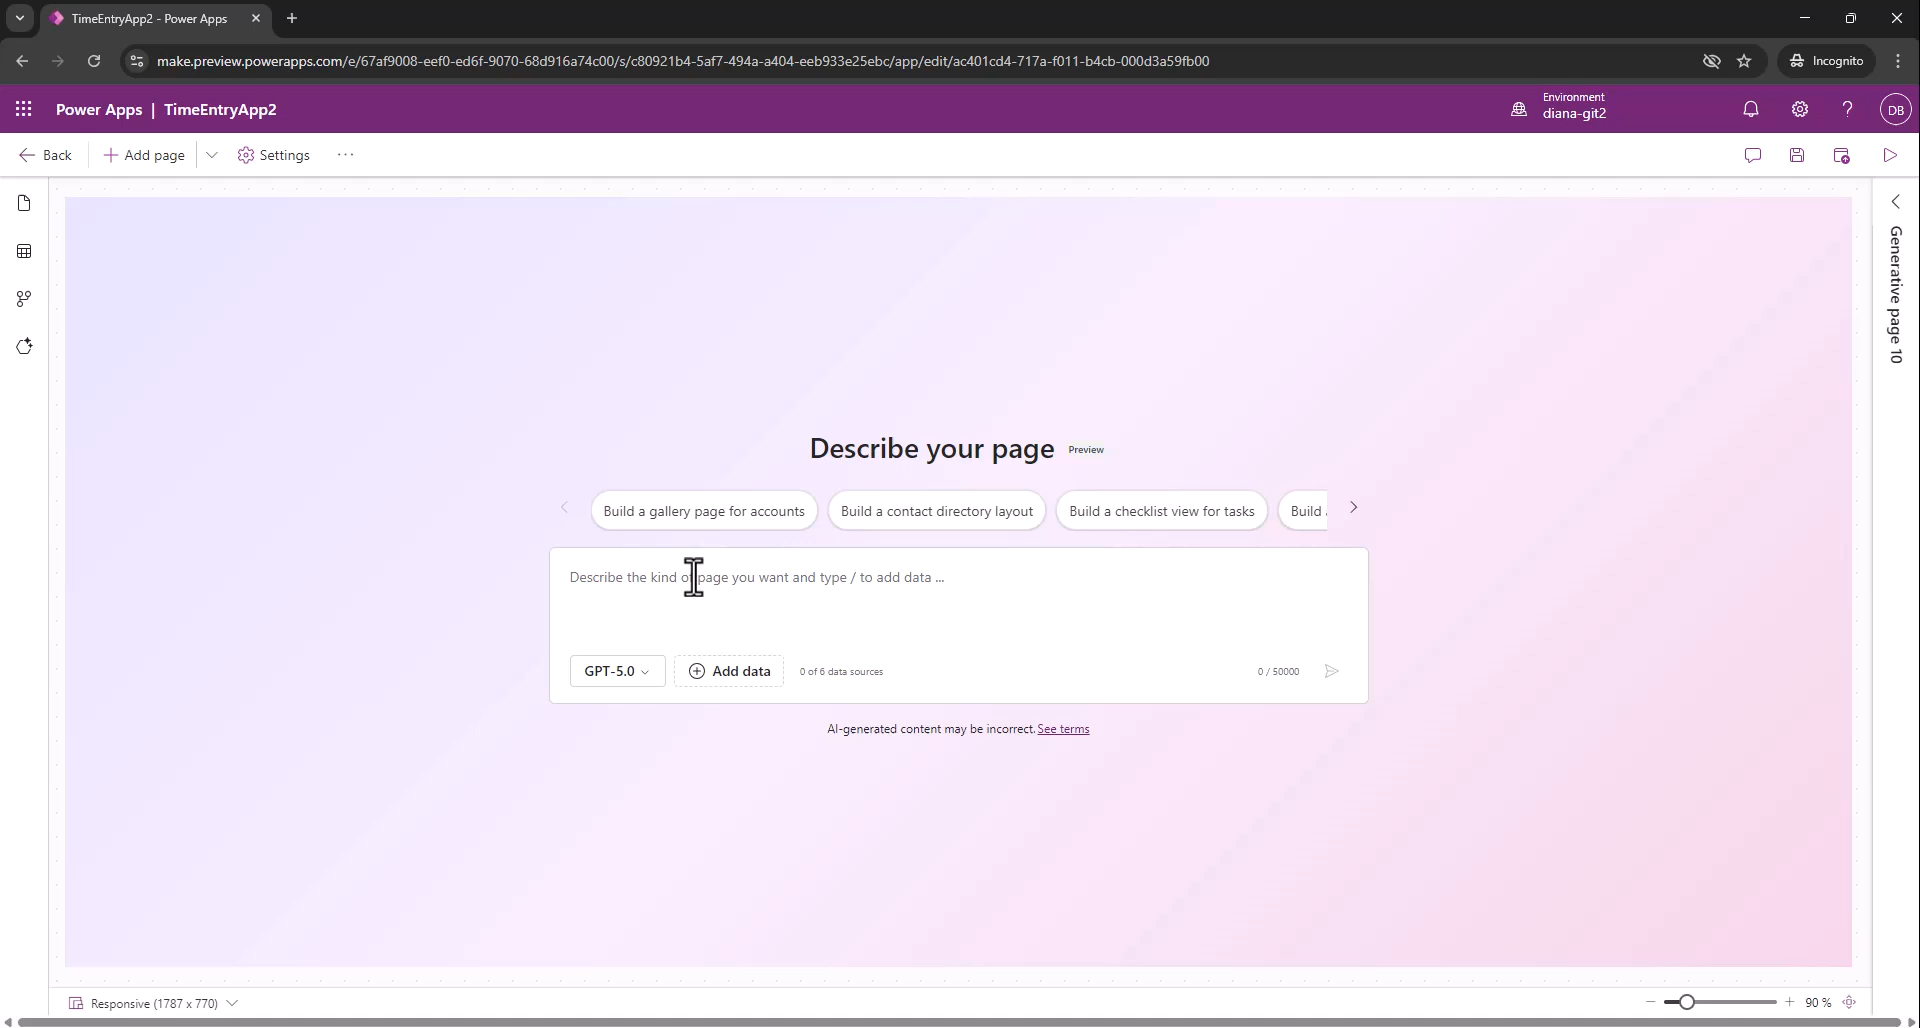 TimeEntryApp2 - Power Apps
make.preview.powerapps.com/e/67af9008-eef0-ed6f-9070-68d916a74c00/s/c80921b4-5af7-494a-a404-eeb933e25ebc/app/edit/ac401cd4-717a-f011-b4cb-000d3a59fb00
Incognito
Power Apps | TimeEntryApp2
Environment
diana-git2
DB
Back
Add page
Settings
Generative page 10
Describe your page Preview
Build a gallery page for accounts
Build a contact directory layout
Build a checklist view for tasks
Build
Describe the kind of page you want and type / to add data ...
GPT-5.0
Add data
0 of 6 data sources
0 / 50000
AI-generated content may be incorrect. See terms
Responsive (1787 x 770)
90 %